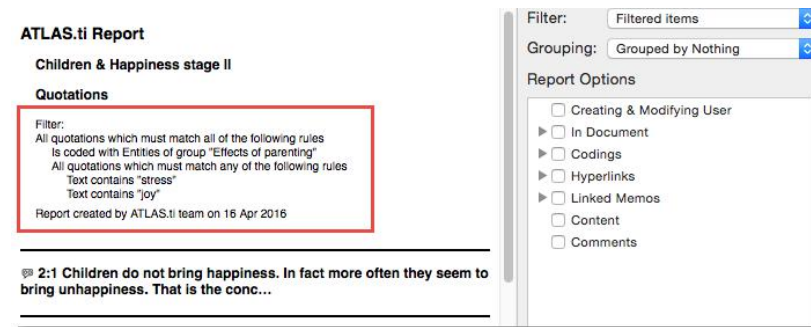 ATLAS.ti Report
Children & Happiness stage II
Quotations
Filter:
All quotations which must match all of the following rules
Is coded with Entities of group "Effects of parenting"
All quotations which must match any of the following rules
Text contains "stress"
Text contains "joy"
Report created by ATLAS.ti team on 16 Apr 2016
2:1 Children do not bring happiness. In fact more often they seem to
bring unhappiness. That is the conc…
Filter: Filtered items
Grouping: Grouped by Nothing
Report Options
Creating & Modifying User
In Document
Codings
Hyperlinks
Linked Memos
Content
Comments